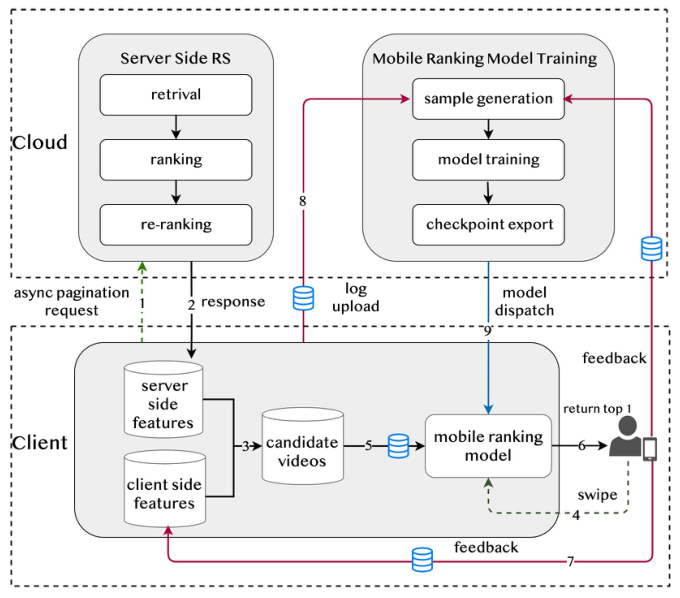 Cloud
Server Side RS
retrival
ranking
re-ranking
Mobile Ranking Model Training
sample generation
model training
checkpoint export
async pagination
request
1
2
response
8
log
upload
model
dispatch
9
feedback
Client
server
side
features
client side
features
3
candidate
videos
5
mobile ranking
model
return top 1
6
swipe
4
feedback
7